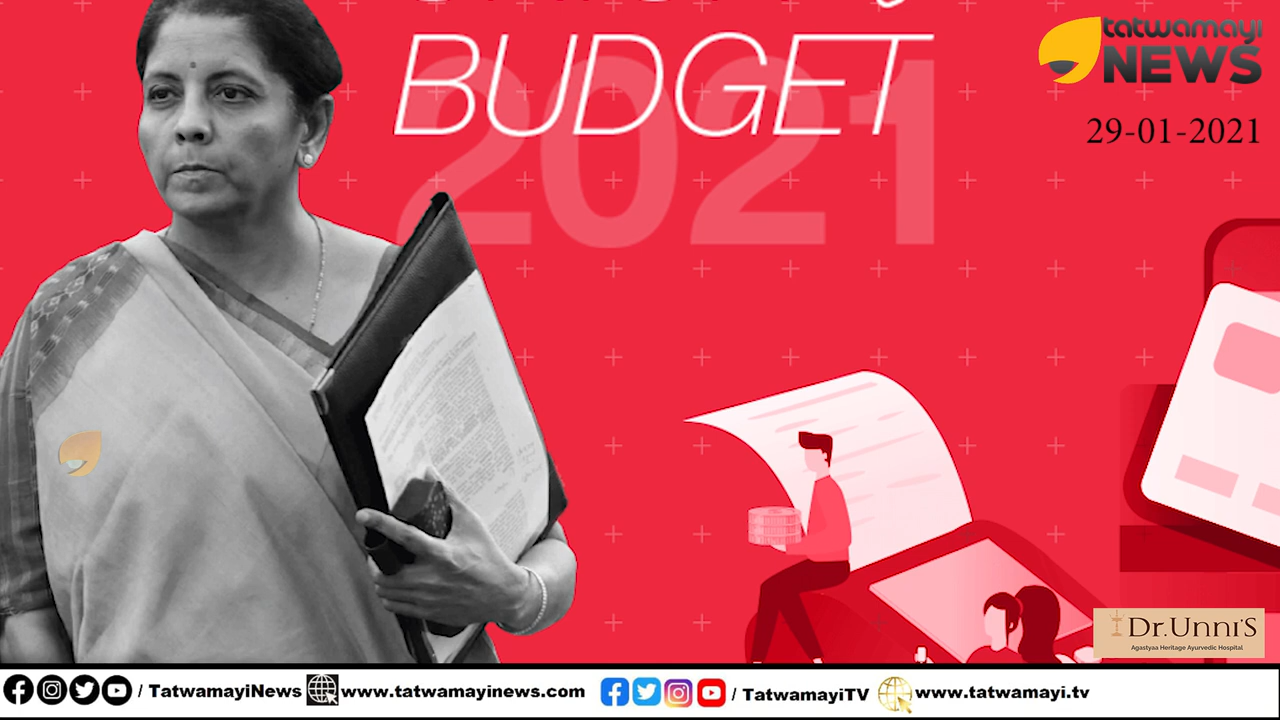 BUDGET
2021
tatwamayi
NEWS
29-01-2021
Dr.Unni'S
Agastyaa Heritage Ayurvedic Hospital
/ TatwamayiNews www.tatwamayinews.com / TatwamayiTV www.tatwamayi.tv